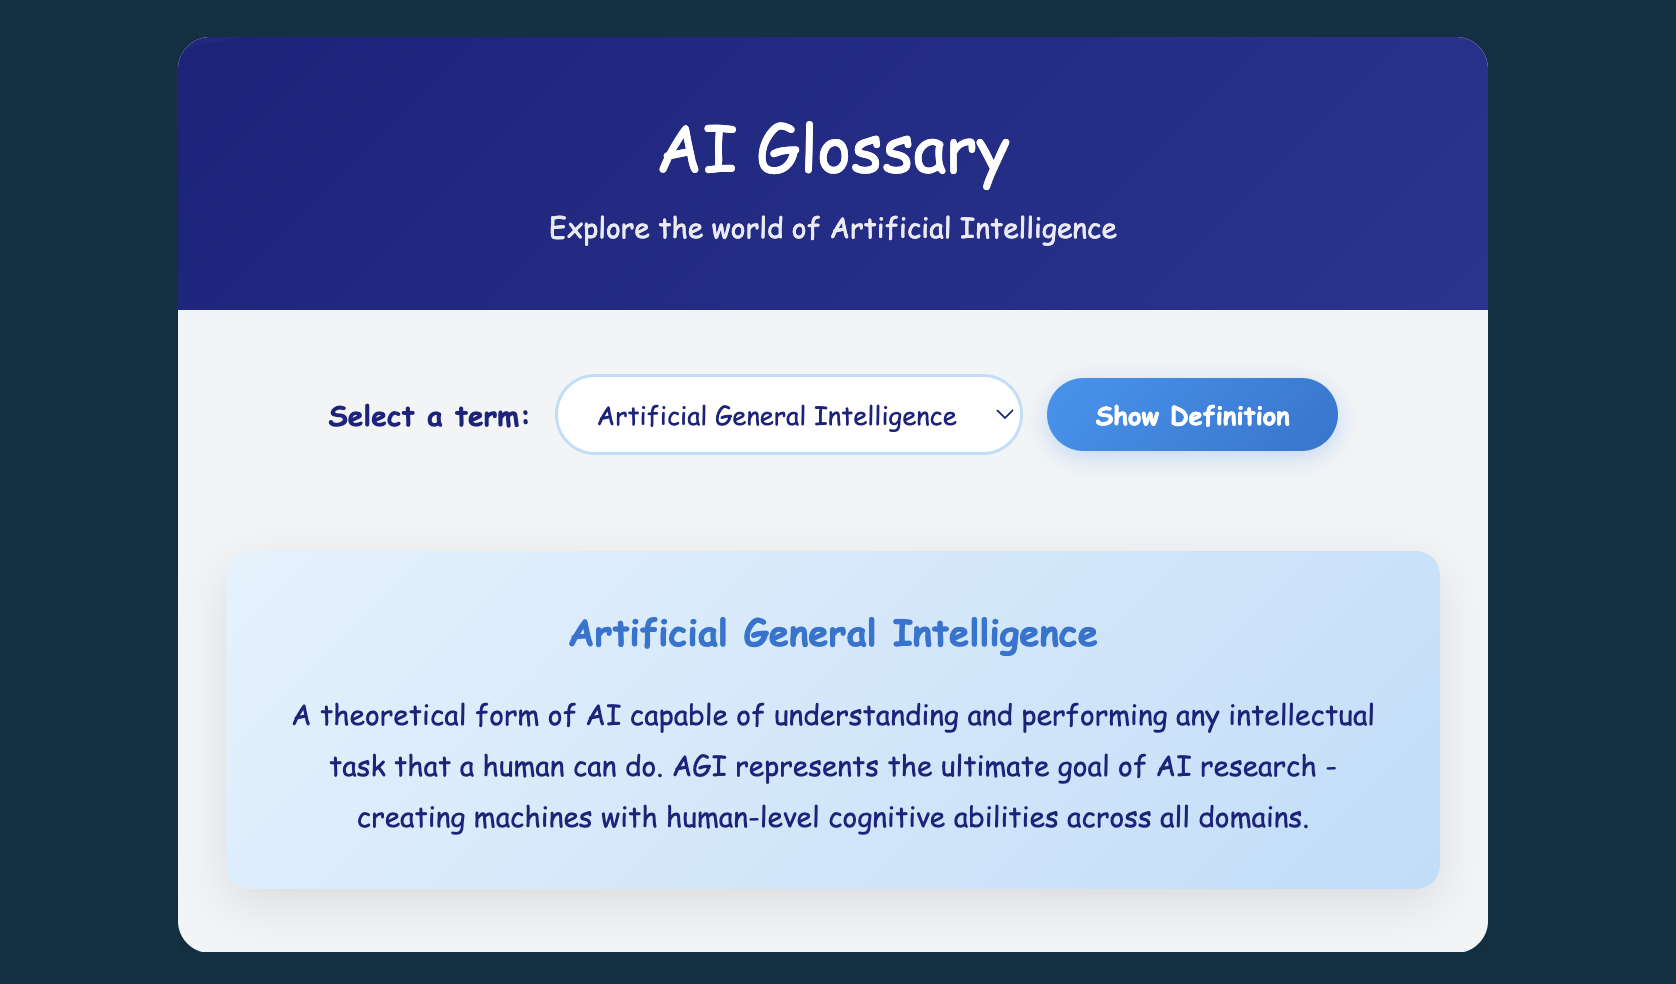 AI Glossary
Explore the world of Artificial Intelligence
Select a term:
Artificial General Intelligence
Show Definition
Artificial General Intelligence
A theoretical form of AI capable of understanding and performing any intellectual
task that a human can do. AGI represents the ultimate goal of AI research -
creating machines with human-level cognitive abilities across all domains.